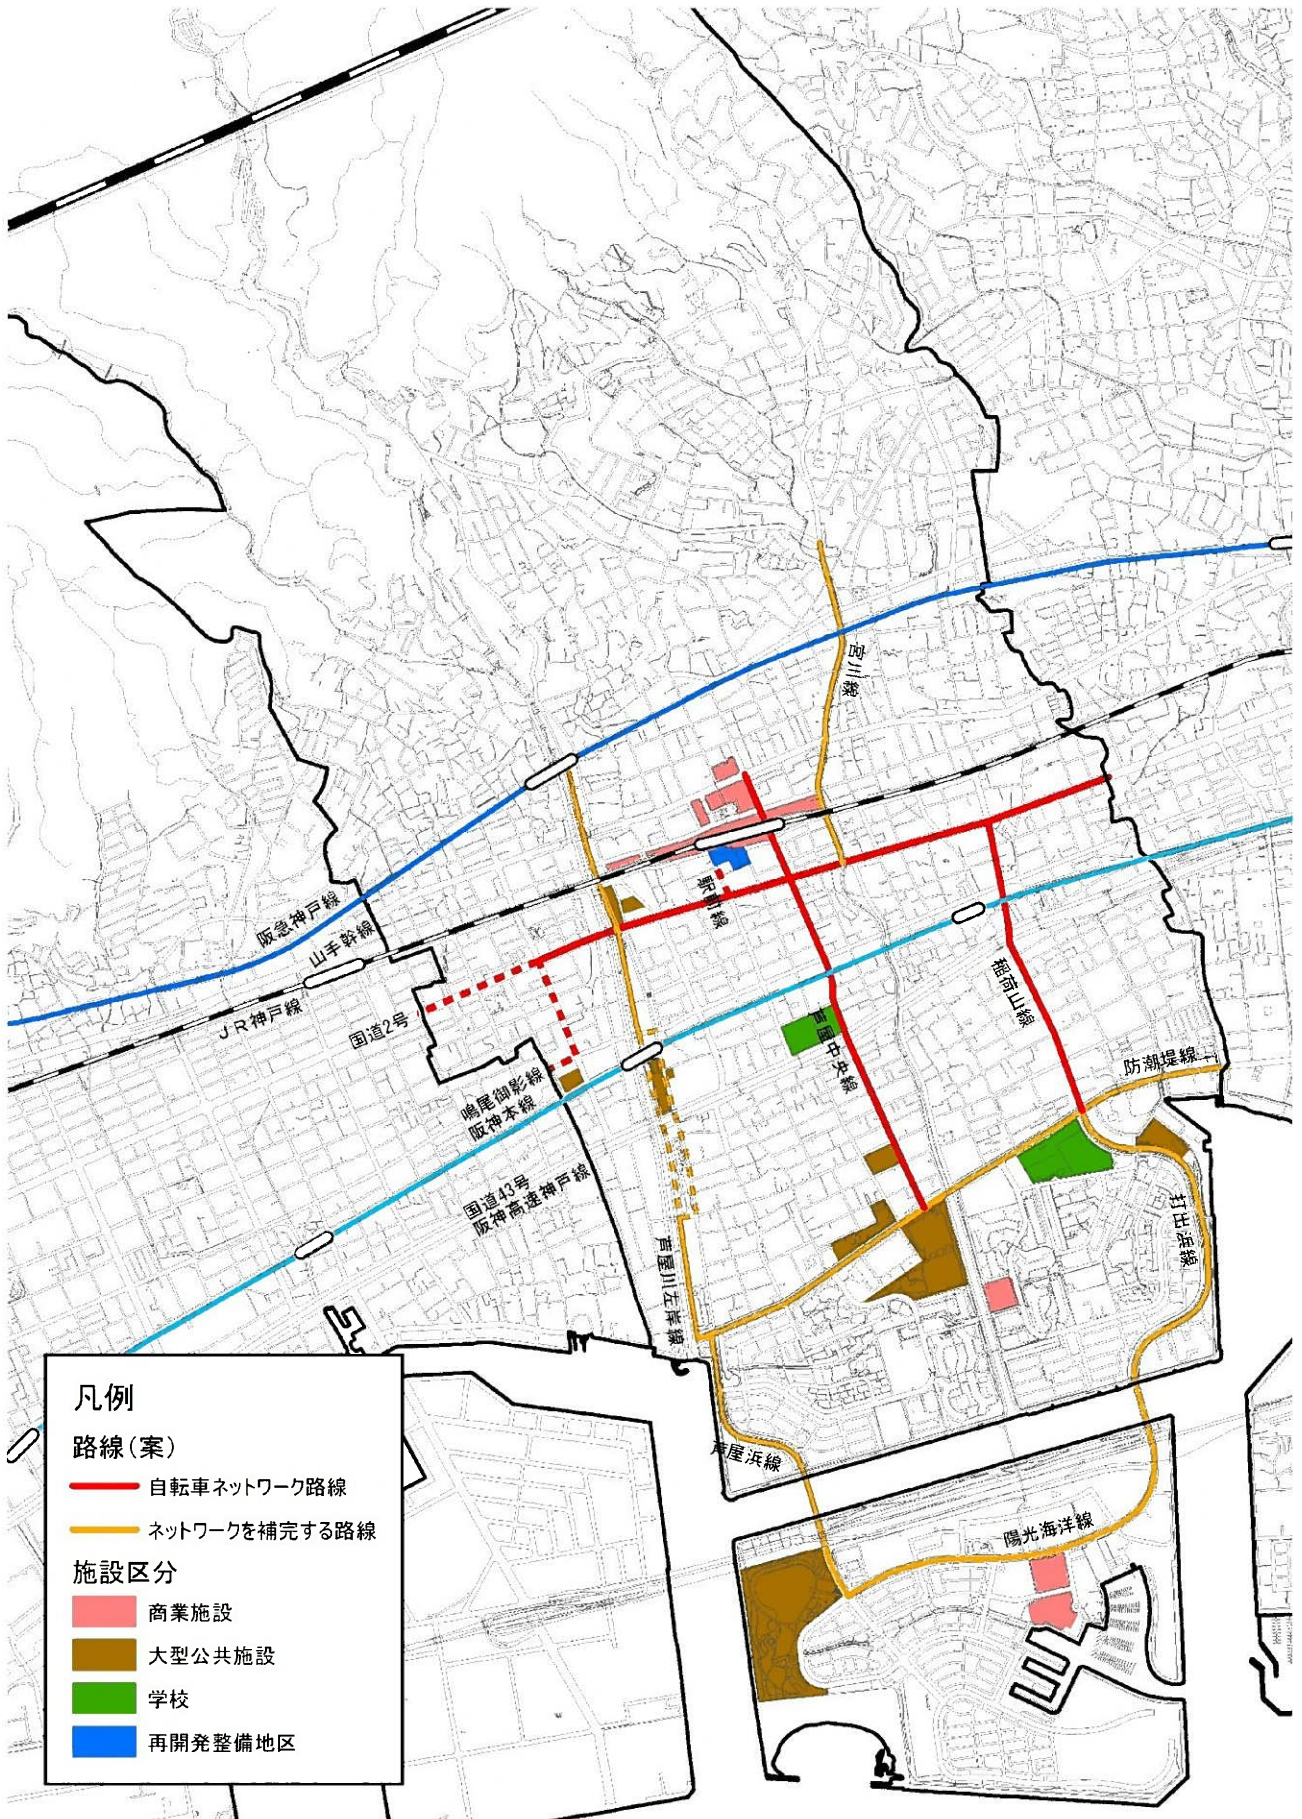 宮川線
駅前線
阪急神戸線
山手幹線
JR神戸線
国道2号
稲荷山線
芦屋中央線
防潮堤線
鳴尾御影線
阪神本線
国道43号
阪神高速神戸線
打出浜線
芦屋川左岸線
芦屋浜線
陽光海洋線
凡例
路線(案)
自転車ネットワーク路線
ネットワークを補完する路線
施設区分
商業施設
大型公共施設
学校
再開発整備地区